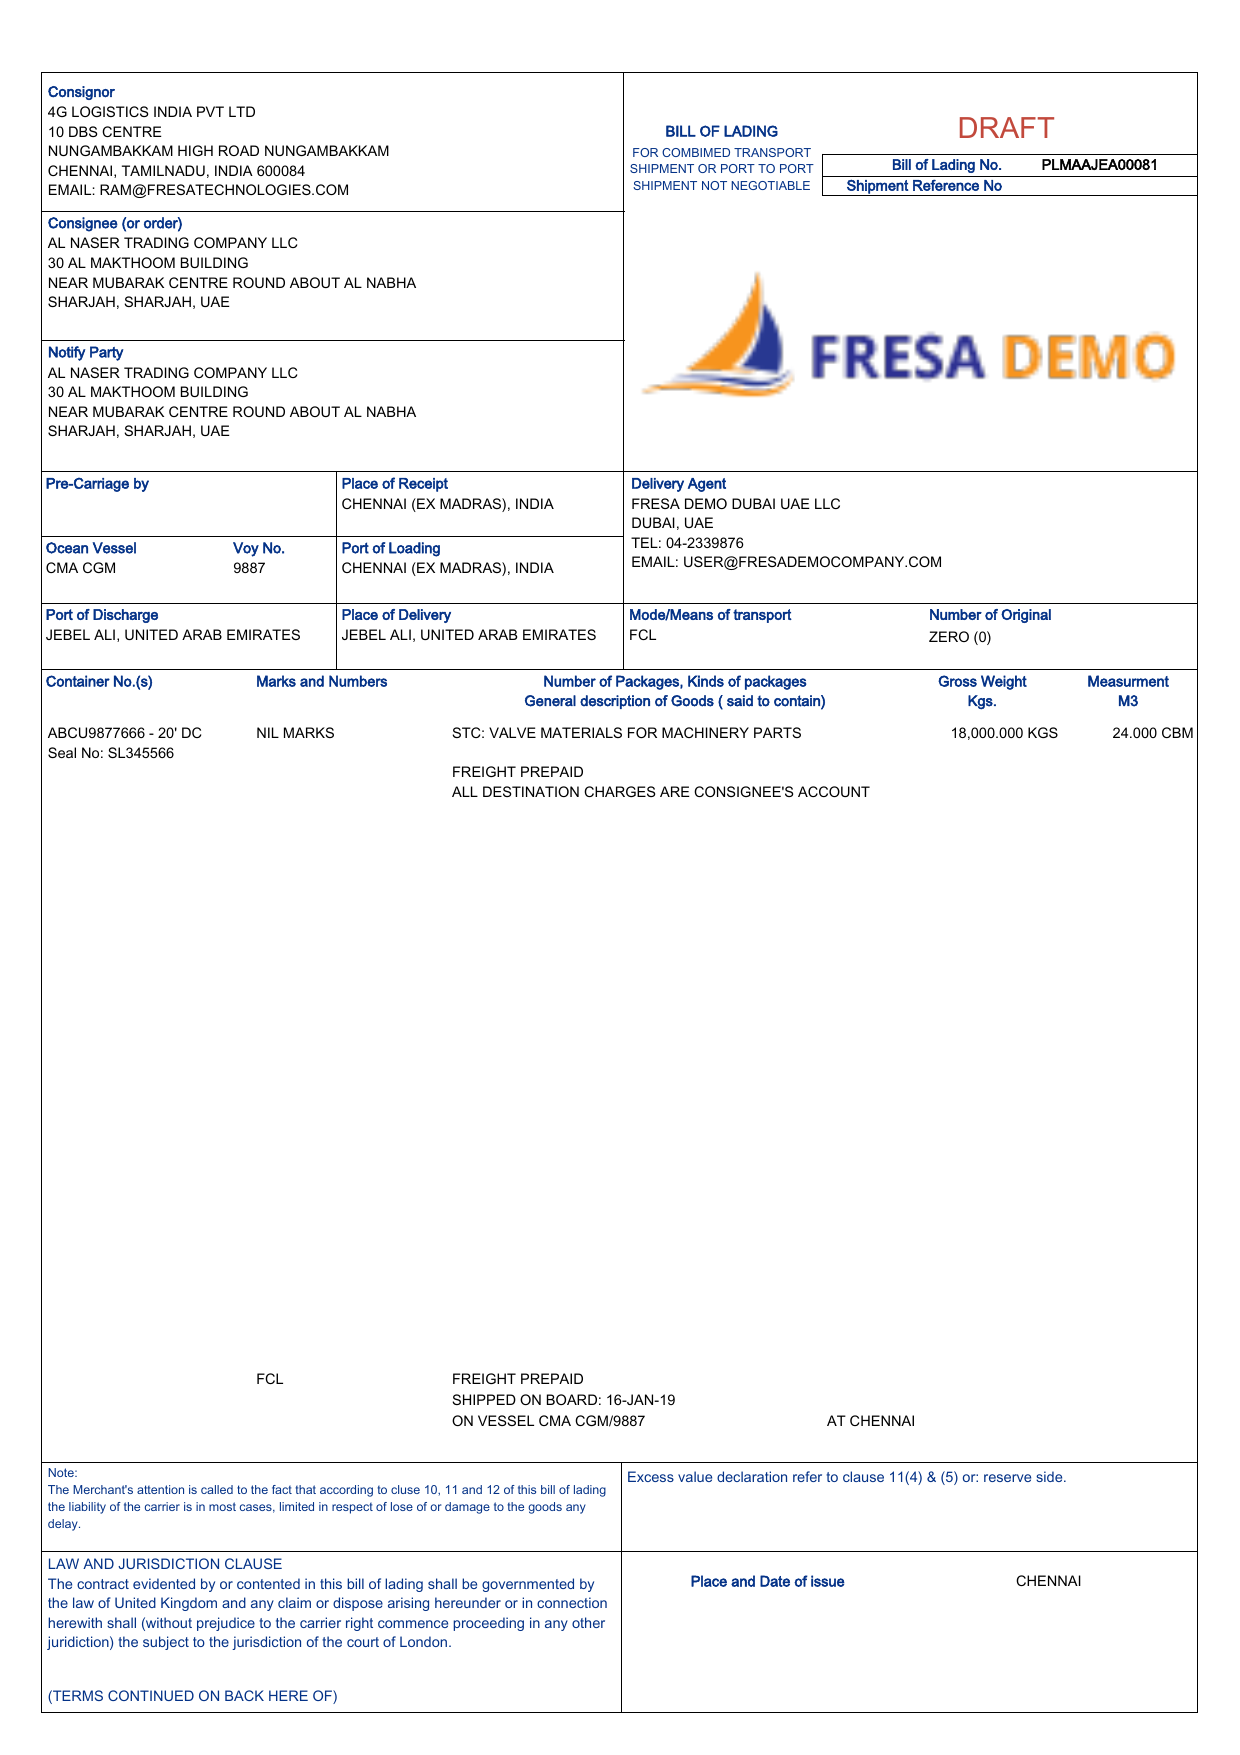 Consignor
4G LOGISTICS INDIA PVT LTD
10 DBS CENTRE
NUNGAMBAKKAM HIGH ROAD NUNGAMBAKKAM
CHENNAI, TAMILNADU, INDIA 600084
EMAIL: RAM@FRESATECHNOLOGIES.COM
BILL OF LADING
FOR COMBIMED TRANSPORT
SHIPMENT OR PORT TO PORT
SHIPMENT NOT NEGOTIABLE
DRAFT
Bill of Lading No. PLMAAJEA00081
Shipment Reference No
Consignee (or order)
AL NASER TRADING COMPANY LLC
30 AL MAKTHOOM BUILDING
NEAR MUBARAK CENTRE ROUND ABOUT AL NABHA
SHARJAH, SHARJAH, UAE
FRESA DEMO
Notify Party
AL NASER TRADING COMPANY LLC
30 AL MAKTHOOM BUILDING
NEAR MUBARAK CENTRE ROUND ABOUT AL NABHA
SHARJAH, SHARJAH, UAE
Pre-Carriage by
Place of Receipt
CHENNAI (EX MADRAS), INDIA
Delivery Agent
FRESA DEMO DUBAI UAE LLC
DUBAI, UAE
TEL: 04-2339876
EMAIL: USER@FRESADEMOCOMPANY.COM
Ocean Vessel Voy No.
CMA CGM 9887
Port of Loading
CHENNAI (EX MADRAS), INDIA
Port of Discharge
JEBEL ALI, UNITED ARAB EMIRATES
Place of Delivery
JEBEL ALI, UNITED ARAB EMIRATES
Mode/Means of transport
FCL
Number of Original
ZERO (0)
Container No.(s) Marks and Numbers Number of Packages, Kinds of packages Gross Weight Measurment
General description of Goods ( said to contain) Kgs. M3
ABCU9877666 - 20' DC NIL MARKS STC: VALVE MATERIALS FOR MACHINERY PARTS 18,000.000 KGS 24.000 CBM
Seal No: SL345566
FREIGHT PREPAID
ALL DESTINATION CHARGES ARE CONSIGNEE'S ACCOUNT
FCL FREIGHT PREPAID
SHIPPED ON BOARD: 16-JAN-19
ON VESSEL CMA CGM/9887 AT CHENNAI
Note:
The Merchant's attention is called to the fact that according to cluse 10, 11 and 12 of this bill of lading
the liability of the carrier is in most cases, limited in respect of lose of or damage to the goods any
delay.
Excess value declaration refer to clause 11(4) & (5) or: reserve side.
LAW AND JURISDICTION CLAUSE
The contract evidented by or contented in this bill of lading shall be governmented by
the law of United Kingdom and any claim or dispose arising hereunder or in connection
herewith shall (without prejudice to the carrier right commence proceeding in any other
juridiction) the subject to the jurisdiction of the court of London.
(TERMS CONTINUED ON BACK HERE OF)
Place and Date of issue CHENNAI